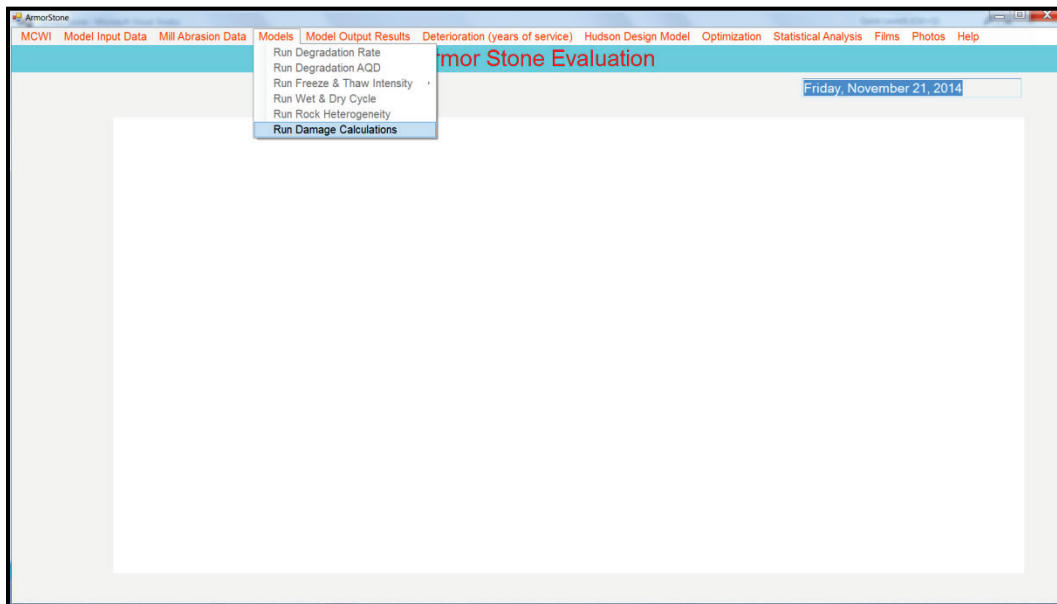 ArmorStone
MCWI Model Input Data Mill Abrasion Data Models Model Output Results Deterioration (years of service) Hudson Design Model Optimization Statistical Analysis Films Photos Help
mor Stone Evaluation
Run Degradation Rate
Run Degradation AQD
Run Freeze & Thaw Intensity
Run Wet & Dry Cycle
Run Rock Heterogeneity
Run Damage Calculations
Friday, November 21, 2014